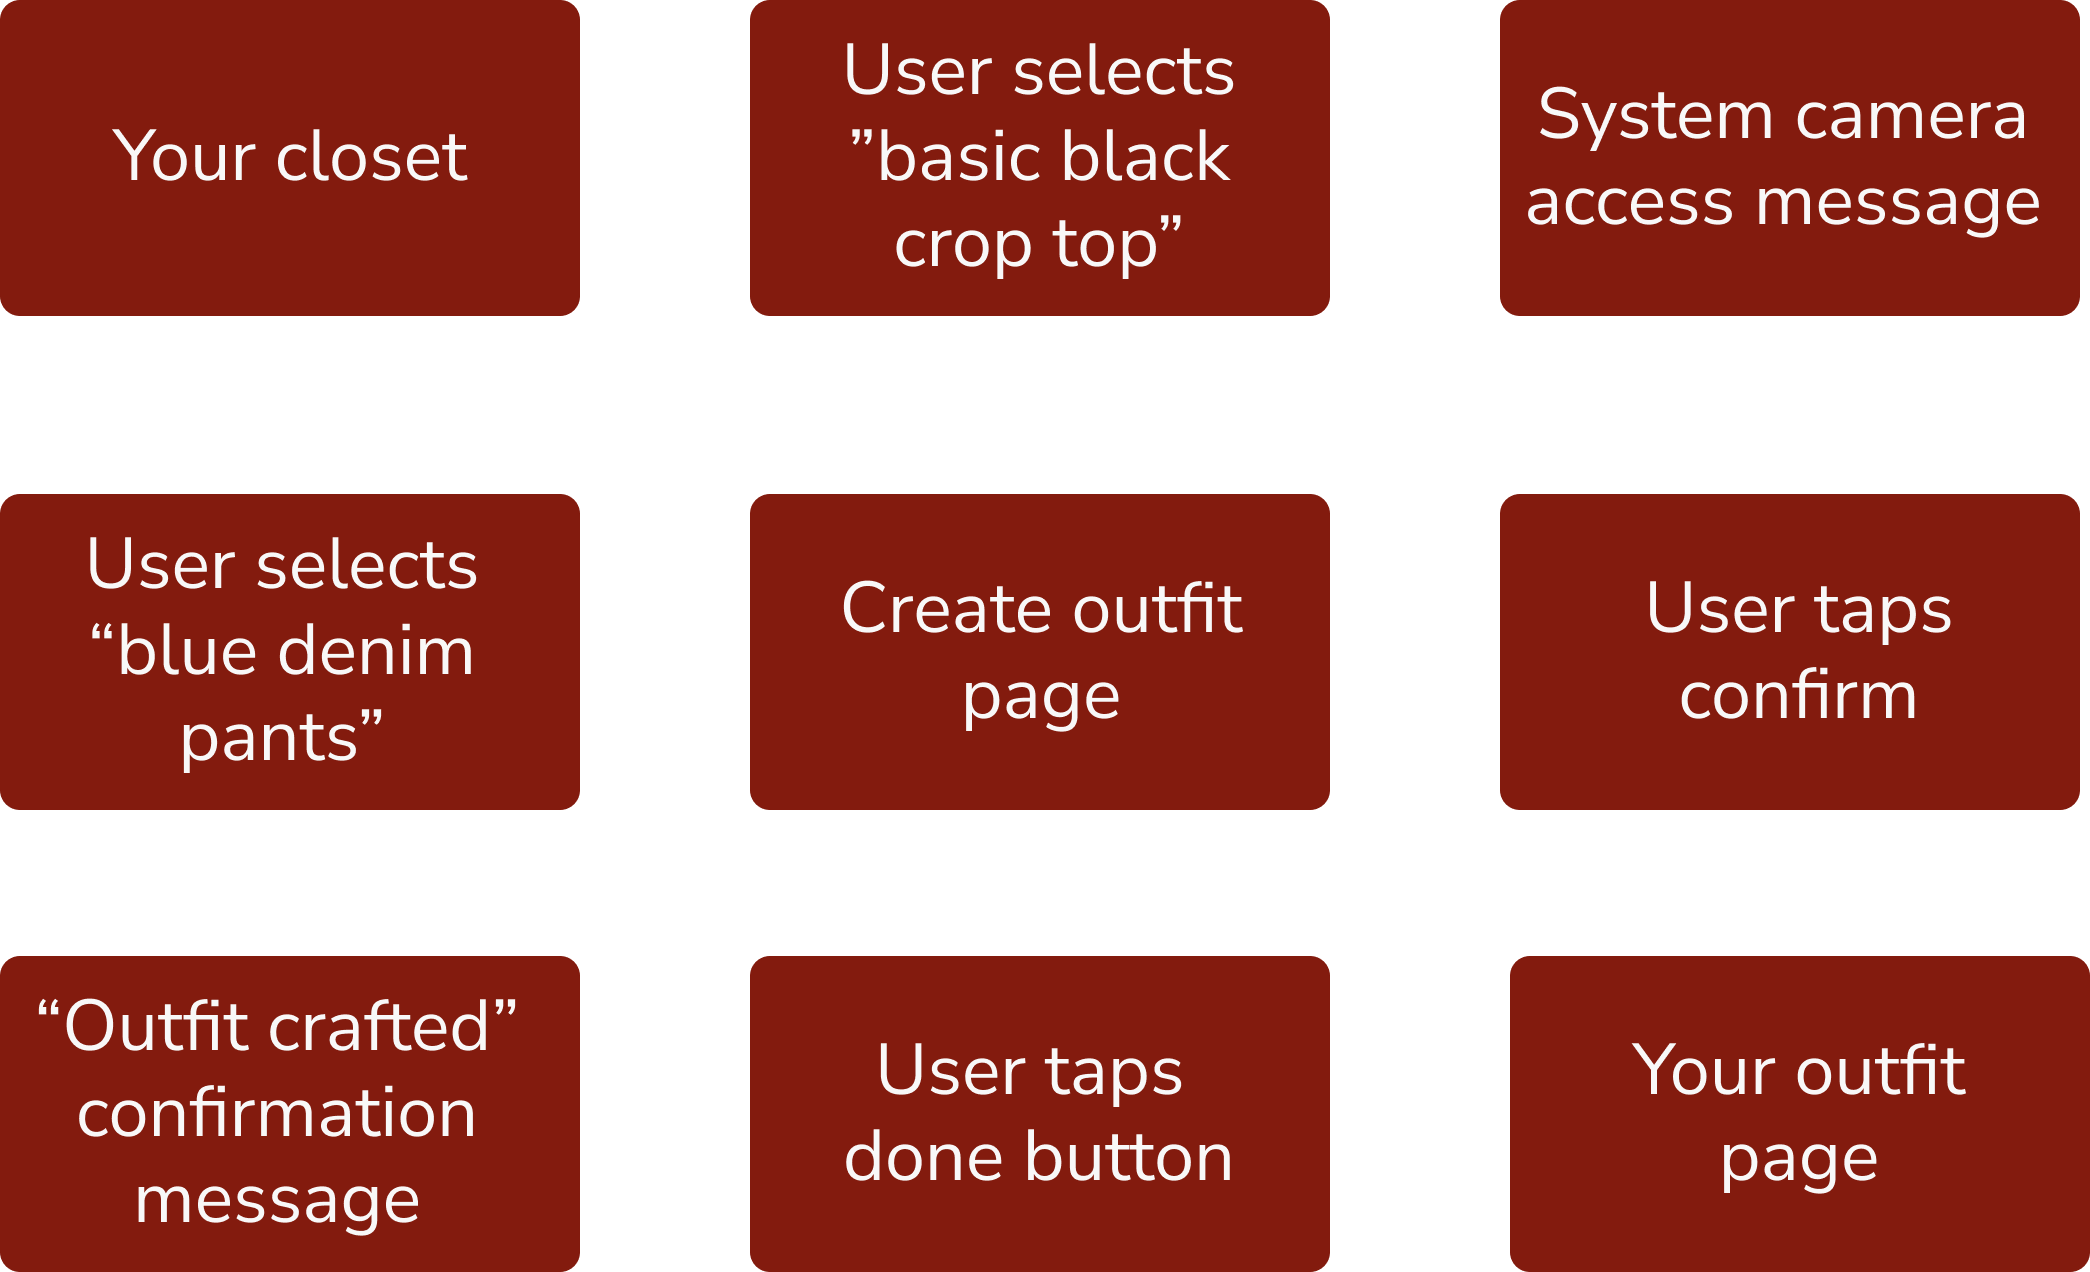 Your closet
User selects
”basic black
crop top”
System camera
access message
User selects
“blue denim
pants”
Create outfit
page
User taps
confirm
“Outfit crafted”
confirmation
message
User taps
done button
Your outfit
page